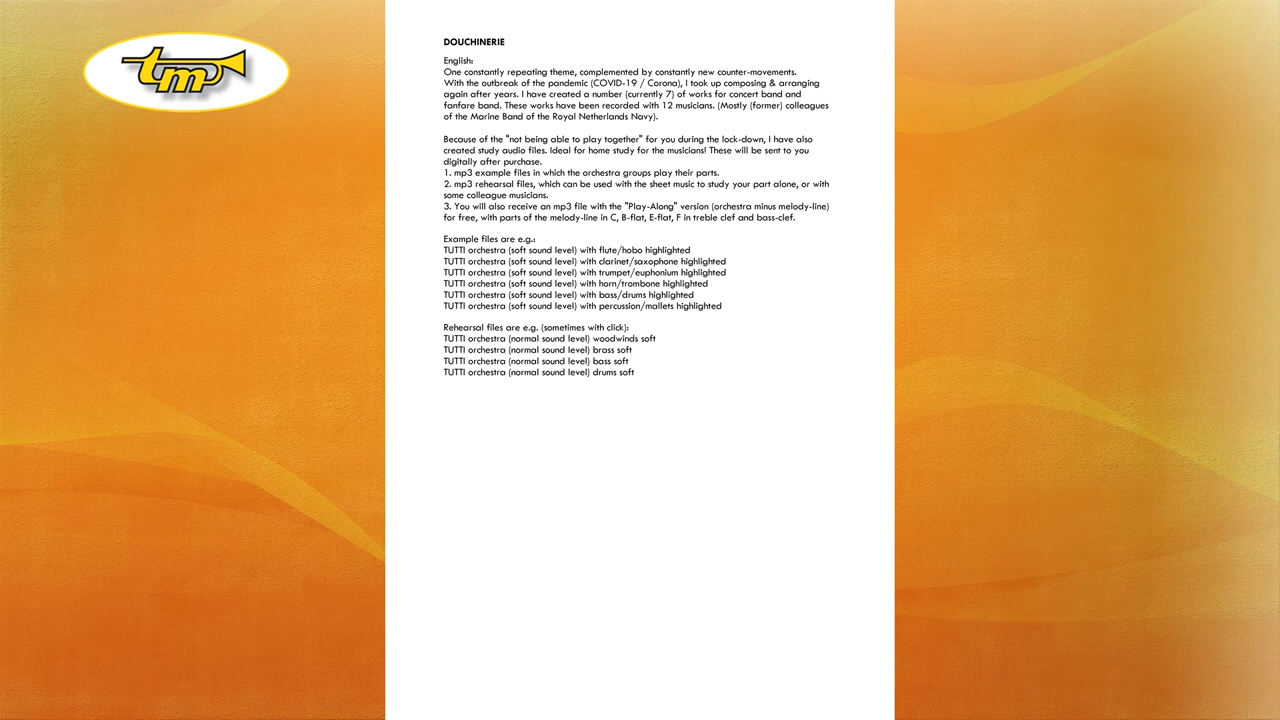 tm
DOUCHINERIE
English:
One constantly repeating theme, complemented by constantly new counter-movements.
With the outbreak of the pandemic (COVID-19 / Corona), I took up composing & arranging
again after years. I have created a number (currently 7) of works for concert band and
fanfare band. These works have been recorded with 12 musicians. (Mostly (former) colleagues
of the Marine Band of the Royal Netherlands Navy).
Because of the "not being able to play together" for you during the lock-down, I have also
created study audio files. Ideal for home study for the musicians! These will be sent to you
digitally after purchase.
1. mp3 example files in which the orchestra groups play their parts.
2. mp3 rehearsal files, which can be used with the sheet music to study your part alone, or with
some colleague musicians.
3. You will also receive an mp3 file with the "Play-Along" version (orchestra minus melody-line)
for free, with parts of the melody-line in C, B-flat, E-flat, F in treble clef and bass-clef.
Example files are e.g.:
TUTTI orchestra (soft sound level) with flute/hobo highlighted
TUTTI orchestra (soft sound level) with clarinet/saxophone highlighted
TUTTI orchestra (soft sound level) with trumpet/euphonium highlighted
TUTTI orchestra (soft sound level) with horn/trombone highlighted
TUTTI orchestra (soft sound level) with bass/drums highlighted
TUTTI orchestra (soft sound level) with percussion/mallets highlighted
Rehearsal files are e.g. (sometimes with click):
TUTTI orchestra (normal sound level) woodwinds soft
TUTTI orchestra (normal sound level) brass soft
TUTTI orchestra (normal sound level) bass soft
TUTTI orchestra (normal sound level) drums soft